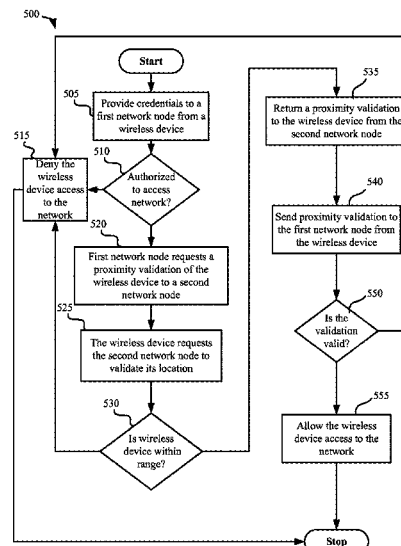 500
Start
505
Provide credentials to a
first network node from a
wireless device
510
Authorized
to access
network?
515
Deny the
wireless
device access
to the
network
520
First network node requests
a proximity validation of the
wireless device to a second
network node
525
The wireless device requests
the second network node to
validate its location
530
Is wireless
device within
range?
535
Return a proximity validation
to the wireless device from the
second network node
540
Send proximity validation to
the first network node from
the wireless device
550
Is the
validation
valid?
555
Allow the wireless
device access to the
network
Stop